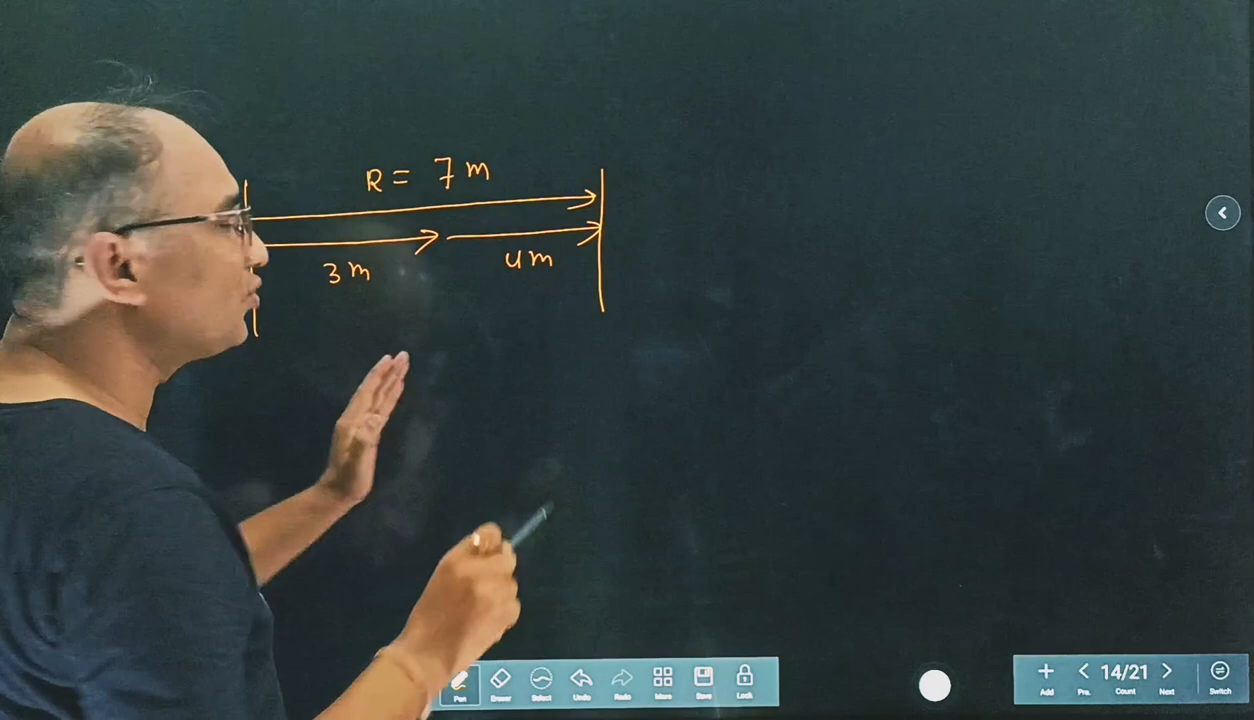 R = 7 m
3 m 4 m
Pen Eraser Select Undo Redo More Save Lock
Add Pre. 14/21 Count Next Switch